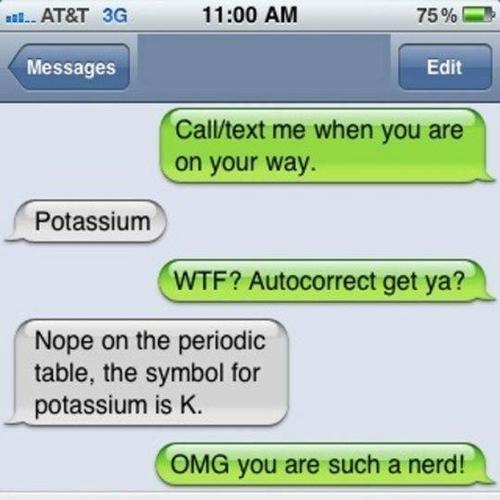 AT&T 3G 11:00 AM 75%
Messages Edit
Call/text me when you are
on your way.
Potassium
WTF? Autocorrect get ya?
Nope on the periodic
table, the symbol for
potassium is K.
OMG you are such a nerd!